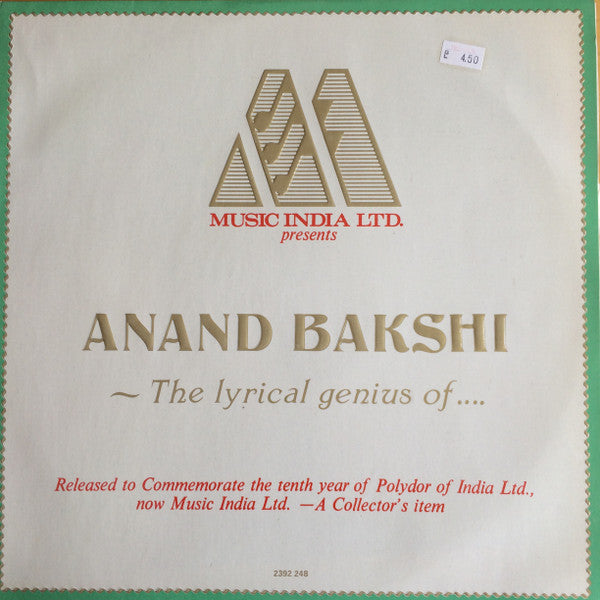 £ 4.50
MUSIC INDIA LTD.
presents
ANAND BAKSHI
~ The lyrical genius of....
Released to Commemorate the tenth year of Polydor of India Ltd.,
now Music India Ltd. —A Collector's item
2392 248